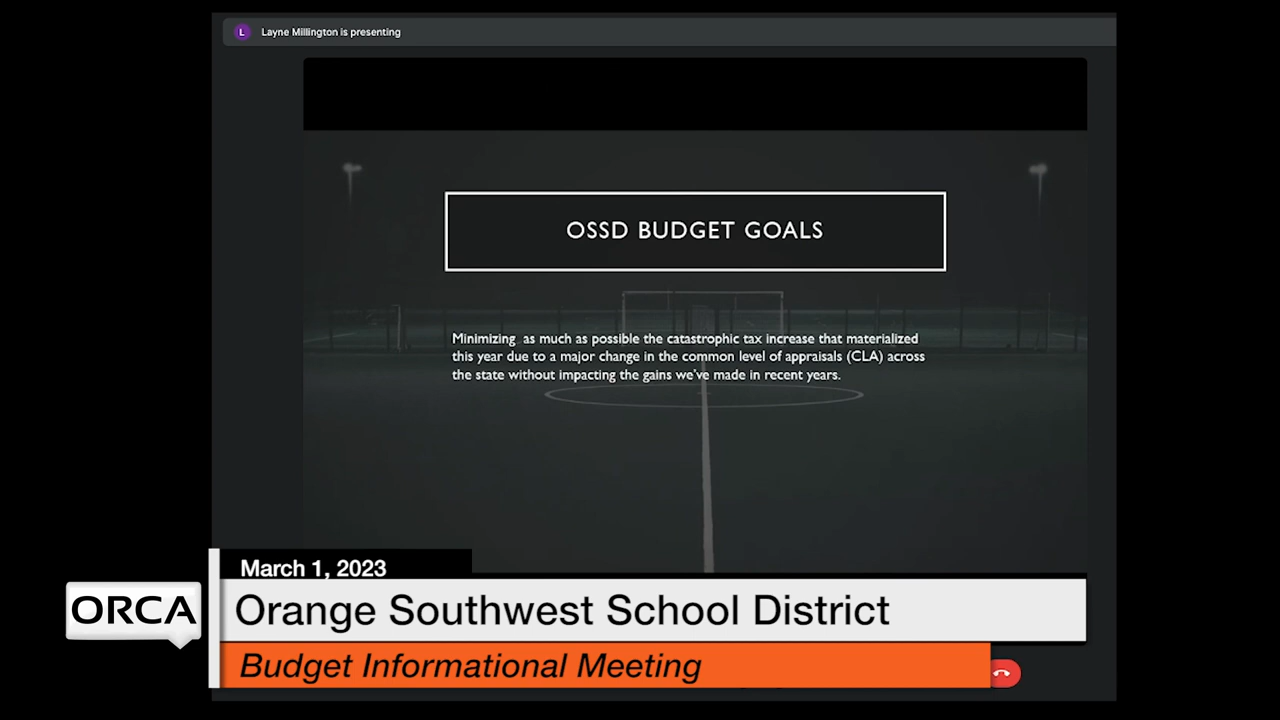 L
Layne Millington is presenting
OSSD BUDGET GOALS
Minimizing as much as possible the catastrophic tax increase that materialized
this year due to a major change in the common level of appraisals (CLA) across
the state without impacting the gains we've made in recent years.
March 1, 2023
ORCA
Orange Southwest School District
Budget Informational Meeting